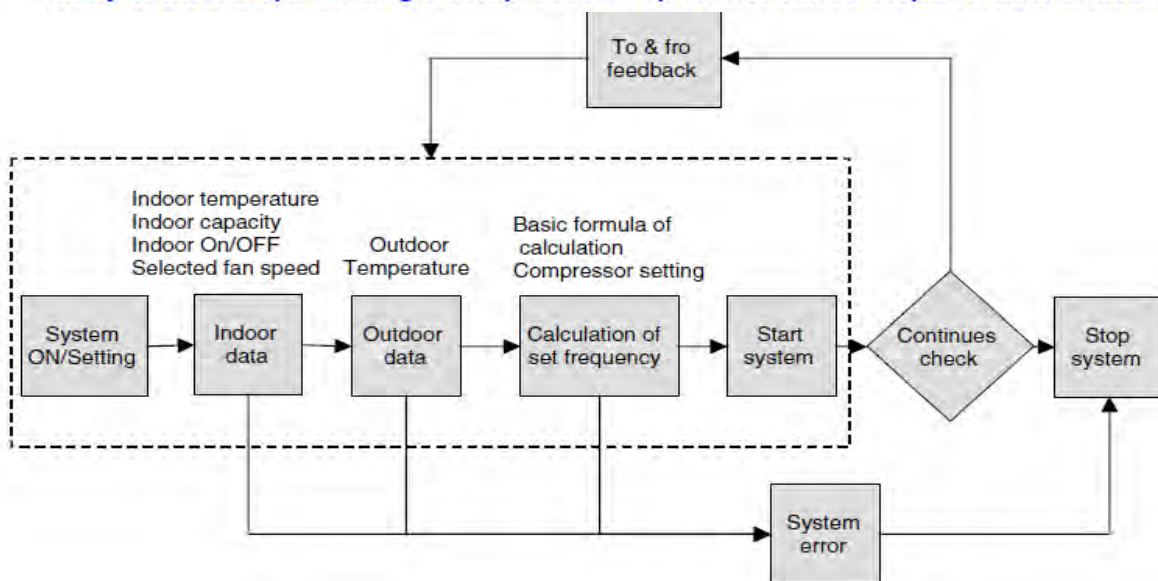 To & fro
feedback
Indoor temperature
Indoor capacity
Indoor On/OFF
Selected fan speed
Outdoor
Temperature
Basic formula of
calculation
Compressor setting
System
ON/Setting
Indoor
data
Outdoor
data
Calculation of
set frequency
Start
system
Continues
check
Stop
system
System
error